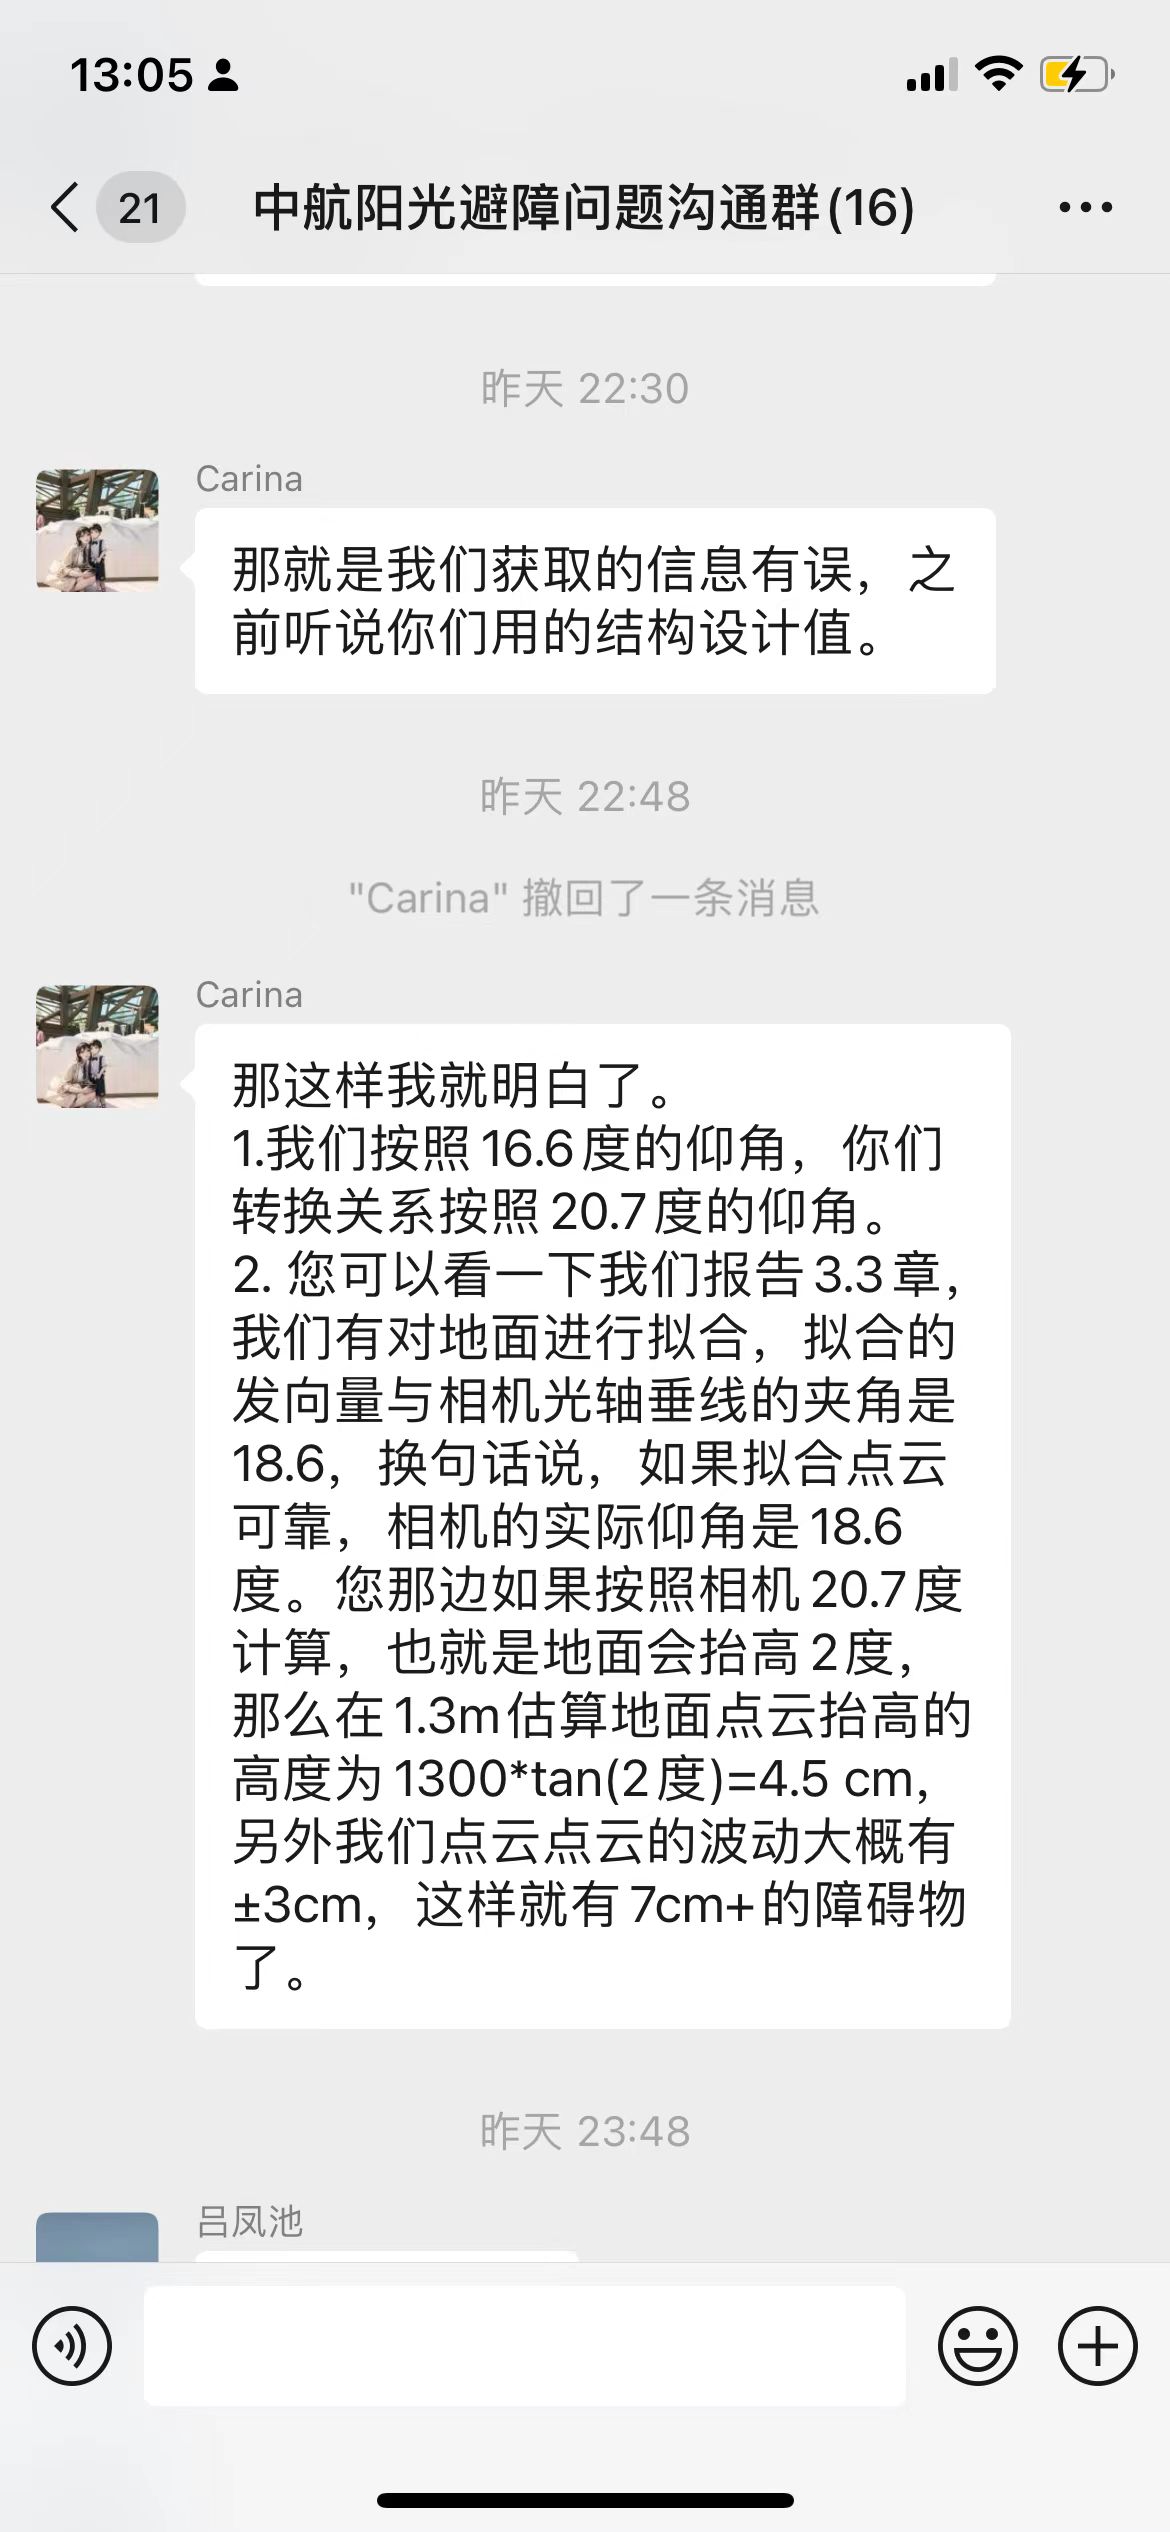 13:05
21
中航阳光避障问题沟通群(16)
昨天 22:30
Carina
那就是我们获取的信息有误，之
前听说你们用的结构设计值。
昨天 22:48
"Carina" 撤回了一条消息
Carina
那这样我就明白了。
1.我们按照16.6度的仰角，你们
转换关系按照20.7度的仰角。
2. 您可以看一下我们报告3.3章，
我们有对地面进行拟合，拟合的
发向量与相机光轴垂线的夹角是
18.6，换句话说，如果拟合点云
可靠，相机的实际仰角是18.6
度。您那边如果按照相机20.7度
计算，也就是地面会抬高2度，
那么在1.3m估算地面点云抬高的
高度为1300*tan(2度)=4.5 cm，
另外我们点云点云的波动大概有
±3cm，这样就有7cm+的障碍物
了。
昨天 23:48
吕凤池